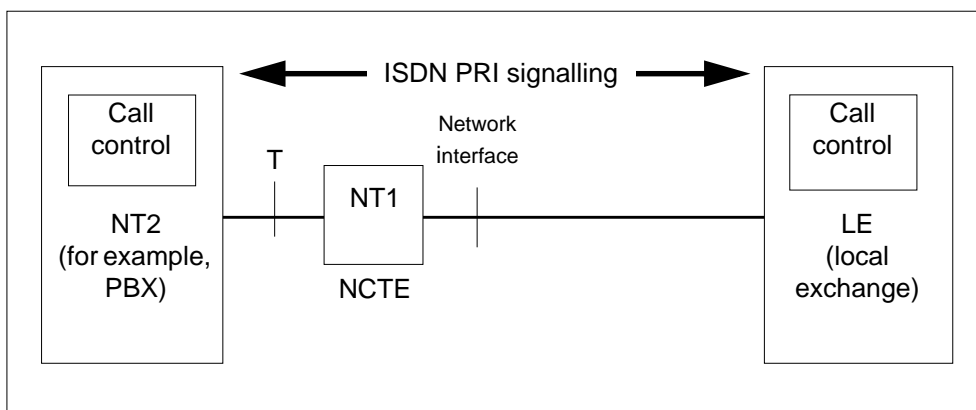 ISDN PRI signalling
Call
control
NT2
(for example,
PBX)
T
NT1
NCTE
Network
interface
Call
control
LE
(local
exchange)